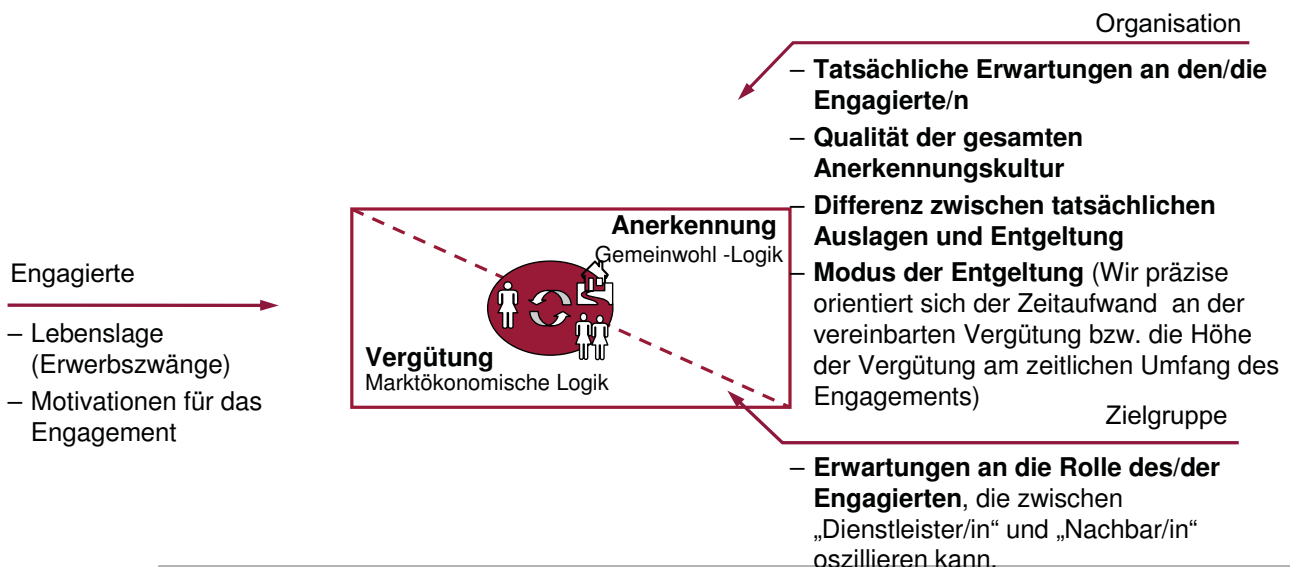 Organisation
– Tatsächliche Erwartungen an den/die
Engagierte/n
– Qualität der gesamten
Anerkennungskultur
– Differenz zwischen tatsächlichen
Auslagen und Entgeltung
– Modus der Entgeltung (Wir präzise
orientiert sich der Zeitaufwand an der
vereinbarten Vergütung bzw. die Höhe
der Vergütung am zeitlichen Umfang des
Engagements)
Anerkennung
Gemeinwohl -Logik
Vergütung
Marktökonomische Logik
Engagierte
– Lebenslage
(Erwerbszwänge)
– Motivationen für das
Engagement
Zielgruppe
– Erwartungen an die Rolle des/der
Engagierten, die zwischen
„Dienstleister/in“ und „Nachbar/in“
oszillieren kann.